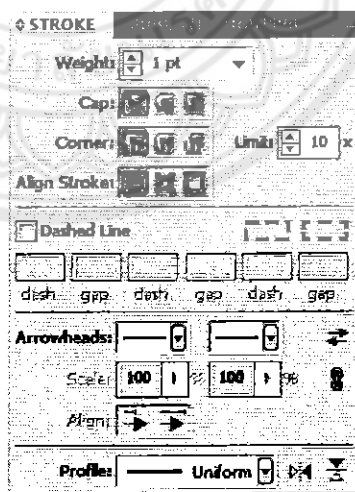 STROKE
Weight: 1 pt
Cap:
Corner: Limit: 10 x
Align Stroke:
Dashed Line
dash gap dash gap dash gap
Arrowheads:
Scale: 100 % 100 %
Align:
Profile: Uniform